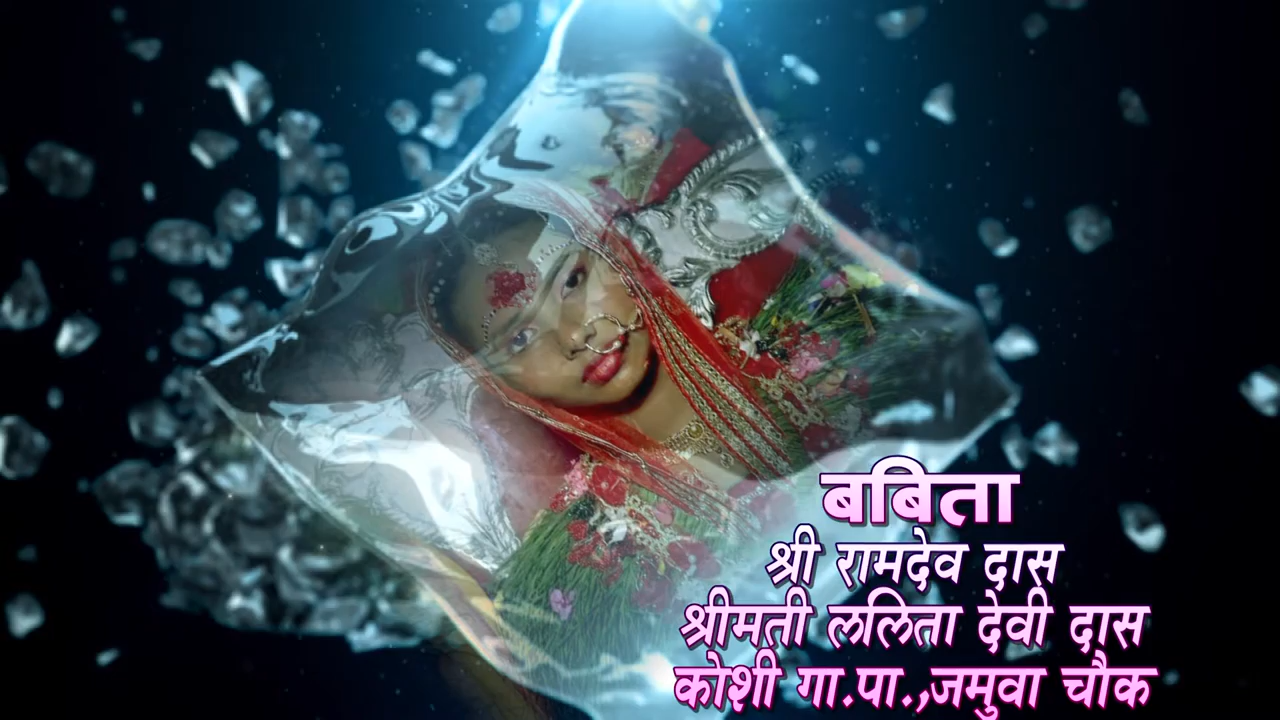 बबिता
श्री रामदेव दास
श्रीमती ललिता देवी दास
कोशी गा.पा.,जमुवा चौक